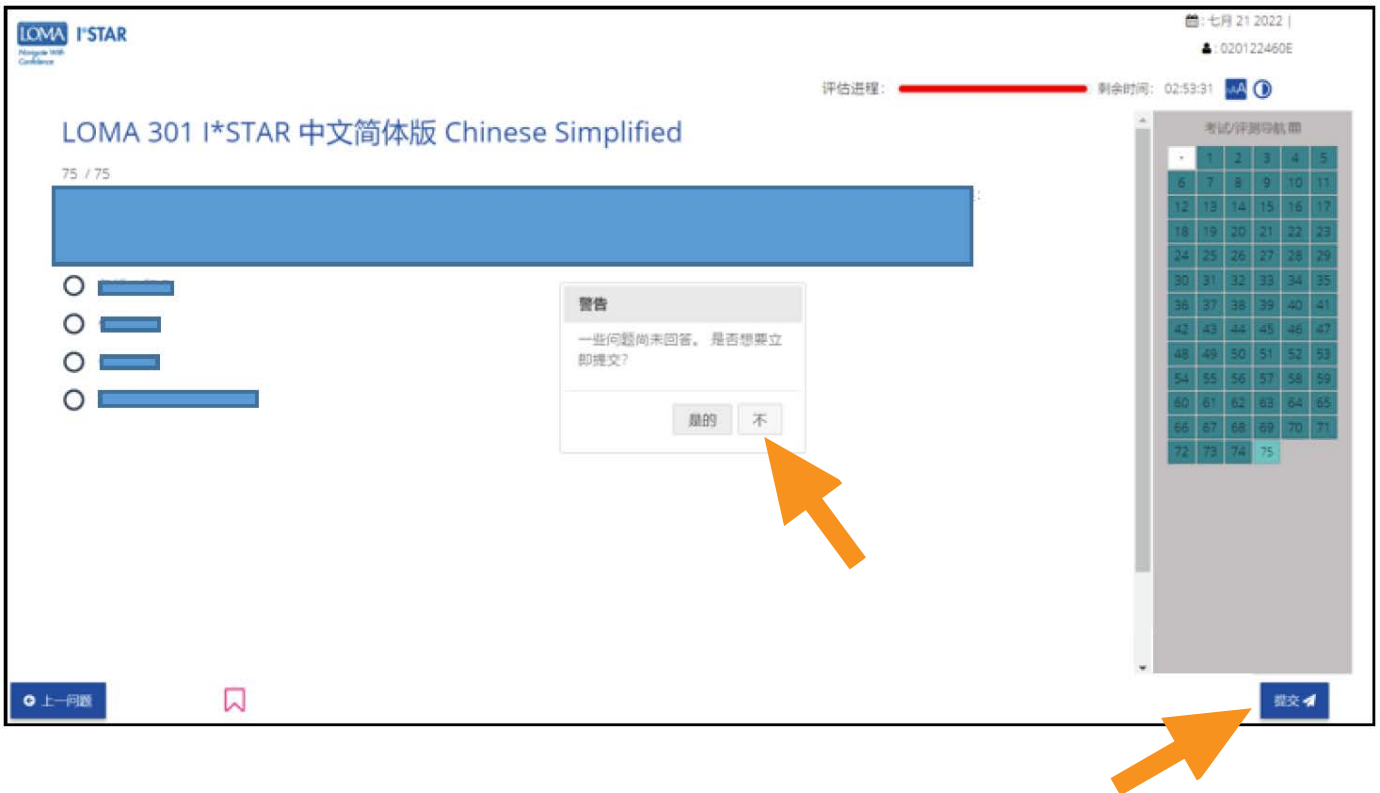 LOMA I*STAR
Navigate With
Confidence
: 七月 21 2022 |
: 020122460E
评估进程:
剩余时间: 02:53:31
LOMA 301 I*STAR 中文简体版 Chinese Simplified
75 / 75
考试/评测导航
- 1 2 3 4 5
6 7 8 9 10 11
12 13 14 15 16 17
18 19 20 21 22 23
24 25 26 27 28 29
30 31 32 33 34 35
36 37 38 39 40 41
42 43 44 45 46 47
48 49 50 51 52 53
54 55 56 57 58 59
60 61 62 63 64 65
66 67 68 69 70 71
72 73 74 75
警告
一些问题尚未回答。 是否想要立
即提交?
是的 不
上一问题
提交